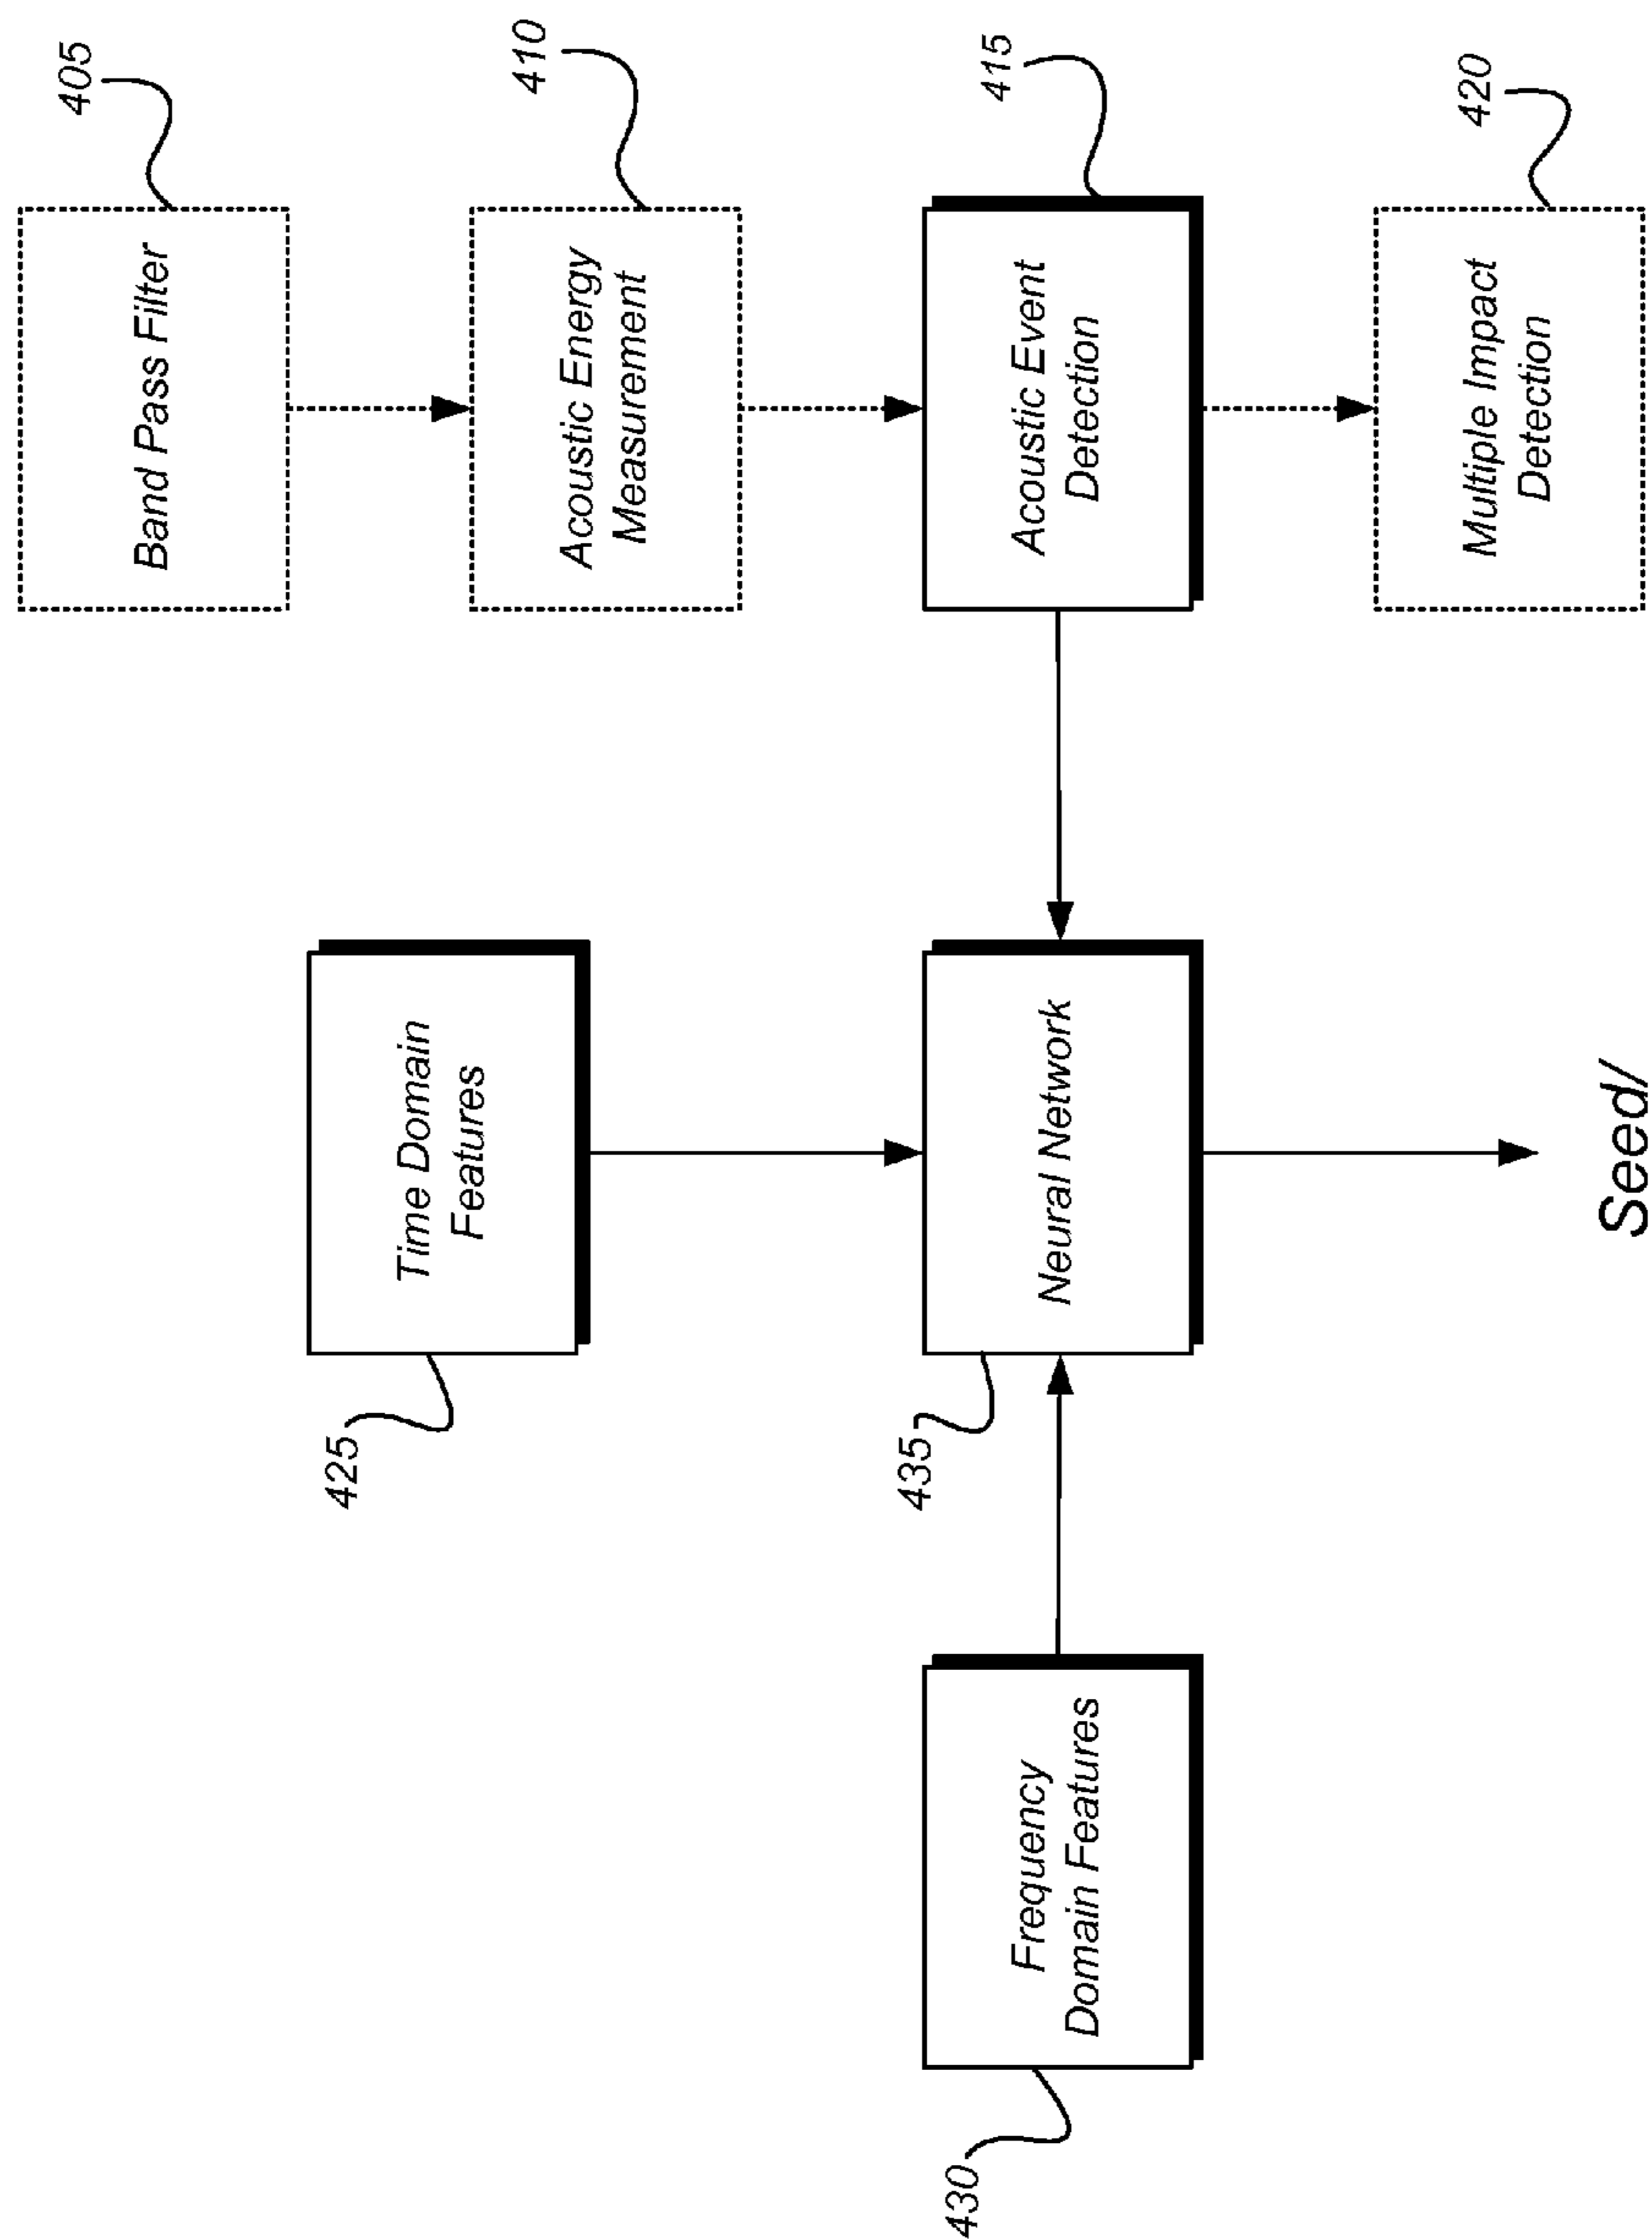 405
Band Pass Filter
410
Acoustic Energy
Measurement
415
Acoustic Event
Detection
420
Multiple Impact
Detection
425
Time Domain
Features
435
Neural Network
430
Frequency
Domain Features
Seed/